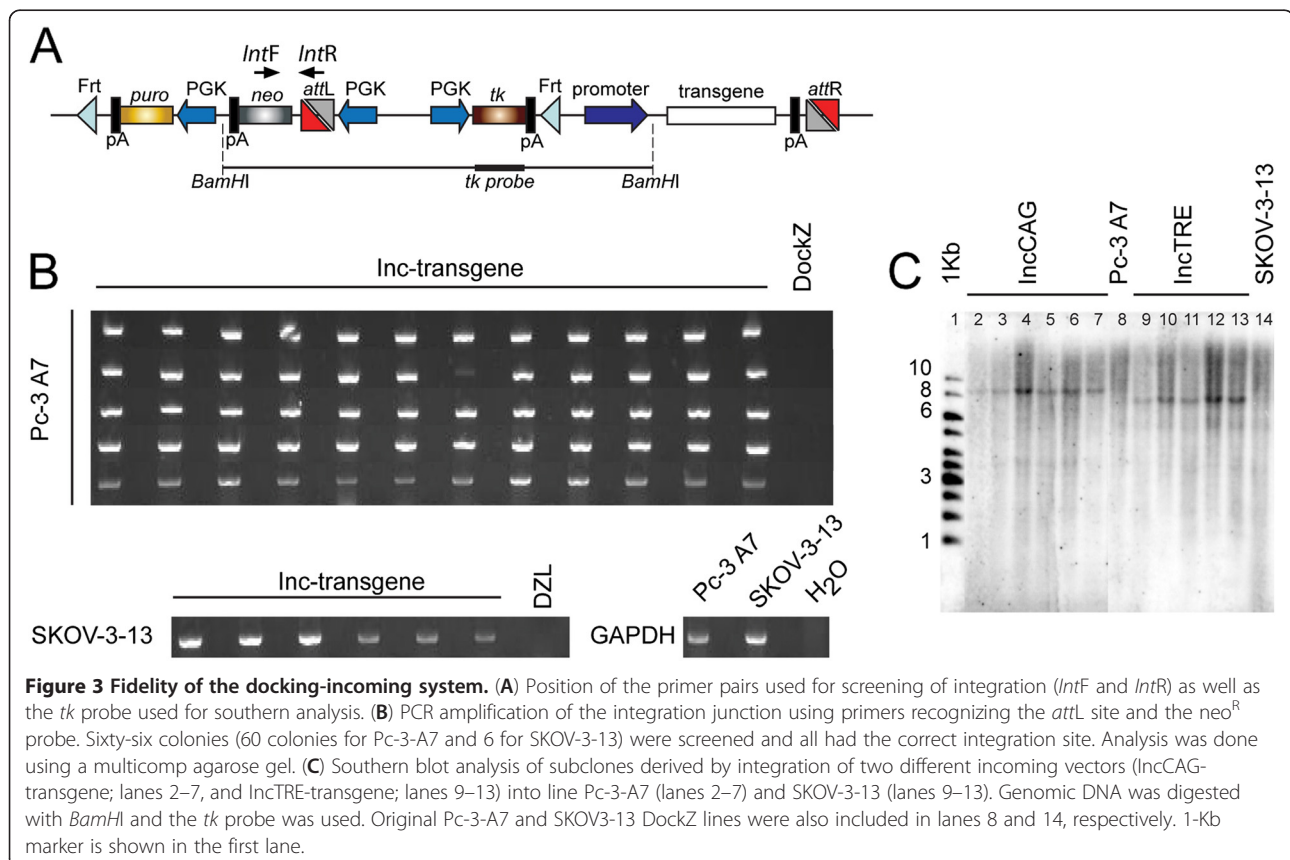 A
IntF IntR
Frt puro PGK neo attL PGK PGK tk Frt promoter transgene attR
pA pA pA pA
BamHI tk probe BamHI
B
Inc-transgene DockZ
Pc-3 A7
Inc-transgene DZL
SKOV-3-13
Pc-3 A7 SKOV-3-13 H2O
GAPDH
C
1Kb IncCAG Pc-3 A7 IncTRE SKOV-3-13
1 2 3 4 5 6 7 8 9 10 11 12 13 14
10
8
6
3
1
Figure 3 Fidelity of the docking-incoming system. (A) Position of the primer pairs used for screening of integration (IntF and IntR) as well as
the tk probe used for southern analysis. (B) PCR amplification of the integration junction using primers recognizing the attL site and the neoR
probe. Sixty-six colonies (60 colonies for Pc-3-A7 and 6 for SKOV-3-13) were screened and all had the correct integration site. Analysis was done
using a multicomp agarose gel. (C) Southern blot analysis of subclones derived by integration of two different incoming vectors (IncCAG-
transgene; lanes 2–7, and IncTRE-transgene; lanes 9–13) into line Pc-3-A7 (lanes 2–7) and SKOV-3-13 (lanes 9–13). Genomic DNA was digested
with BamHI and the tk probe was used. Original Pc-3-A7 and SKOV3-13 DockZ lines were also included in lanes 8 and 14, respectively. 1-Kb
marker is shown in the first lane.